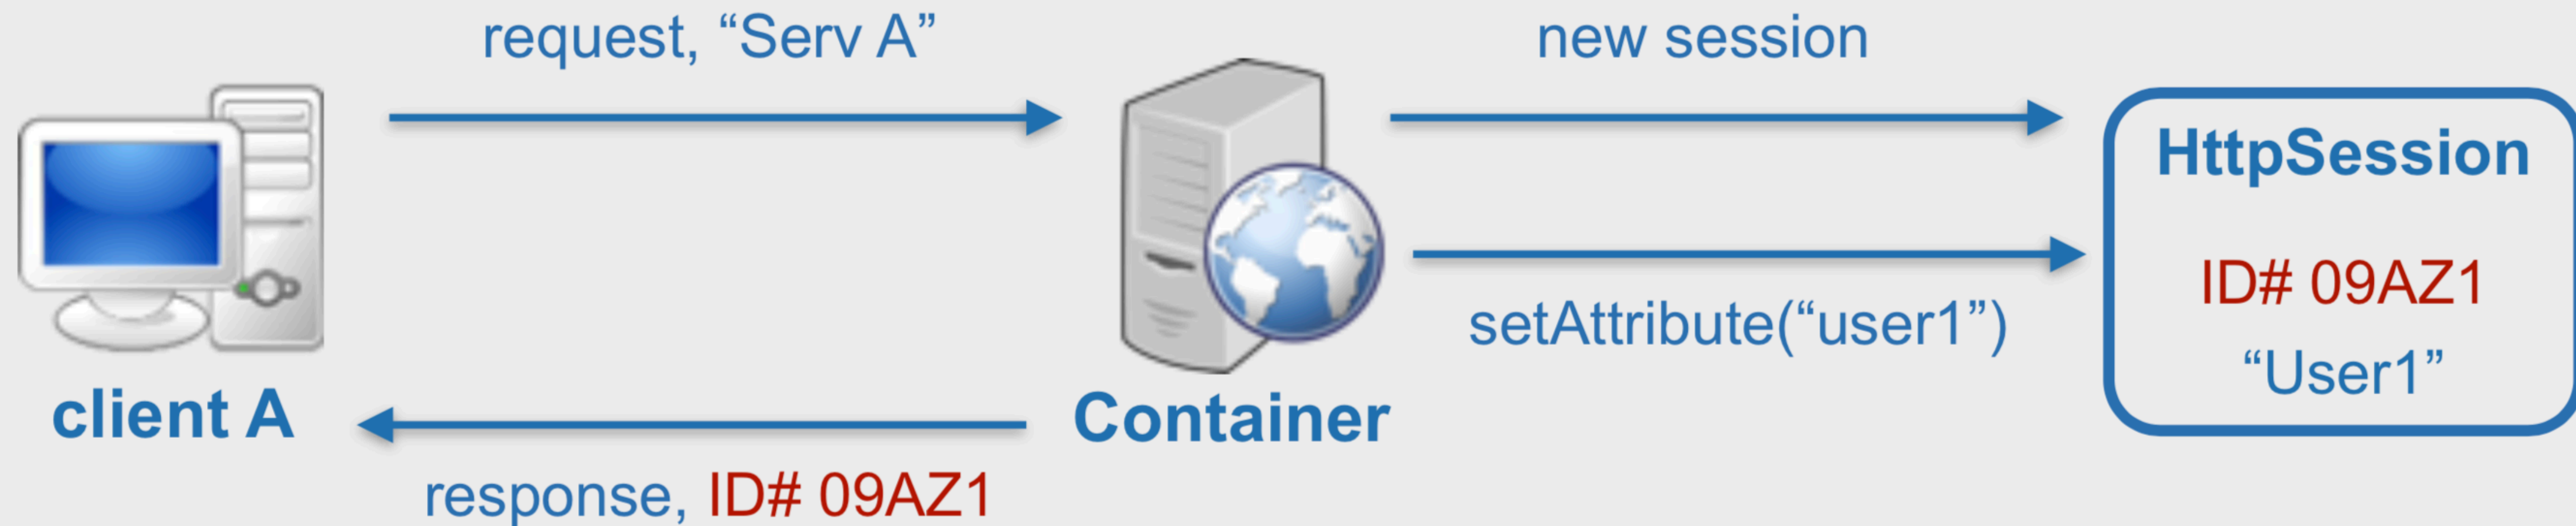 request, “Serv A”
new session
HttpSession
ID# 09AZ1
“User1”
setAttribute(“user1”)
client A
Container
response, ID# 09AZ1